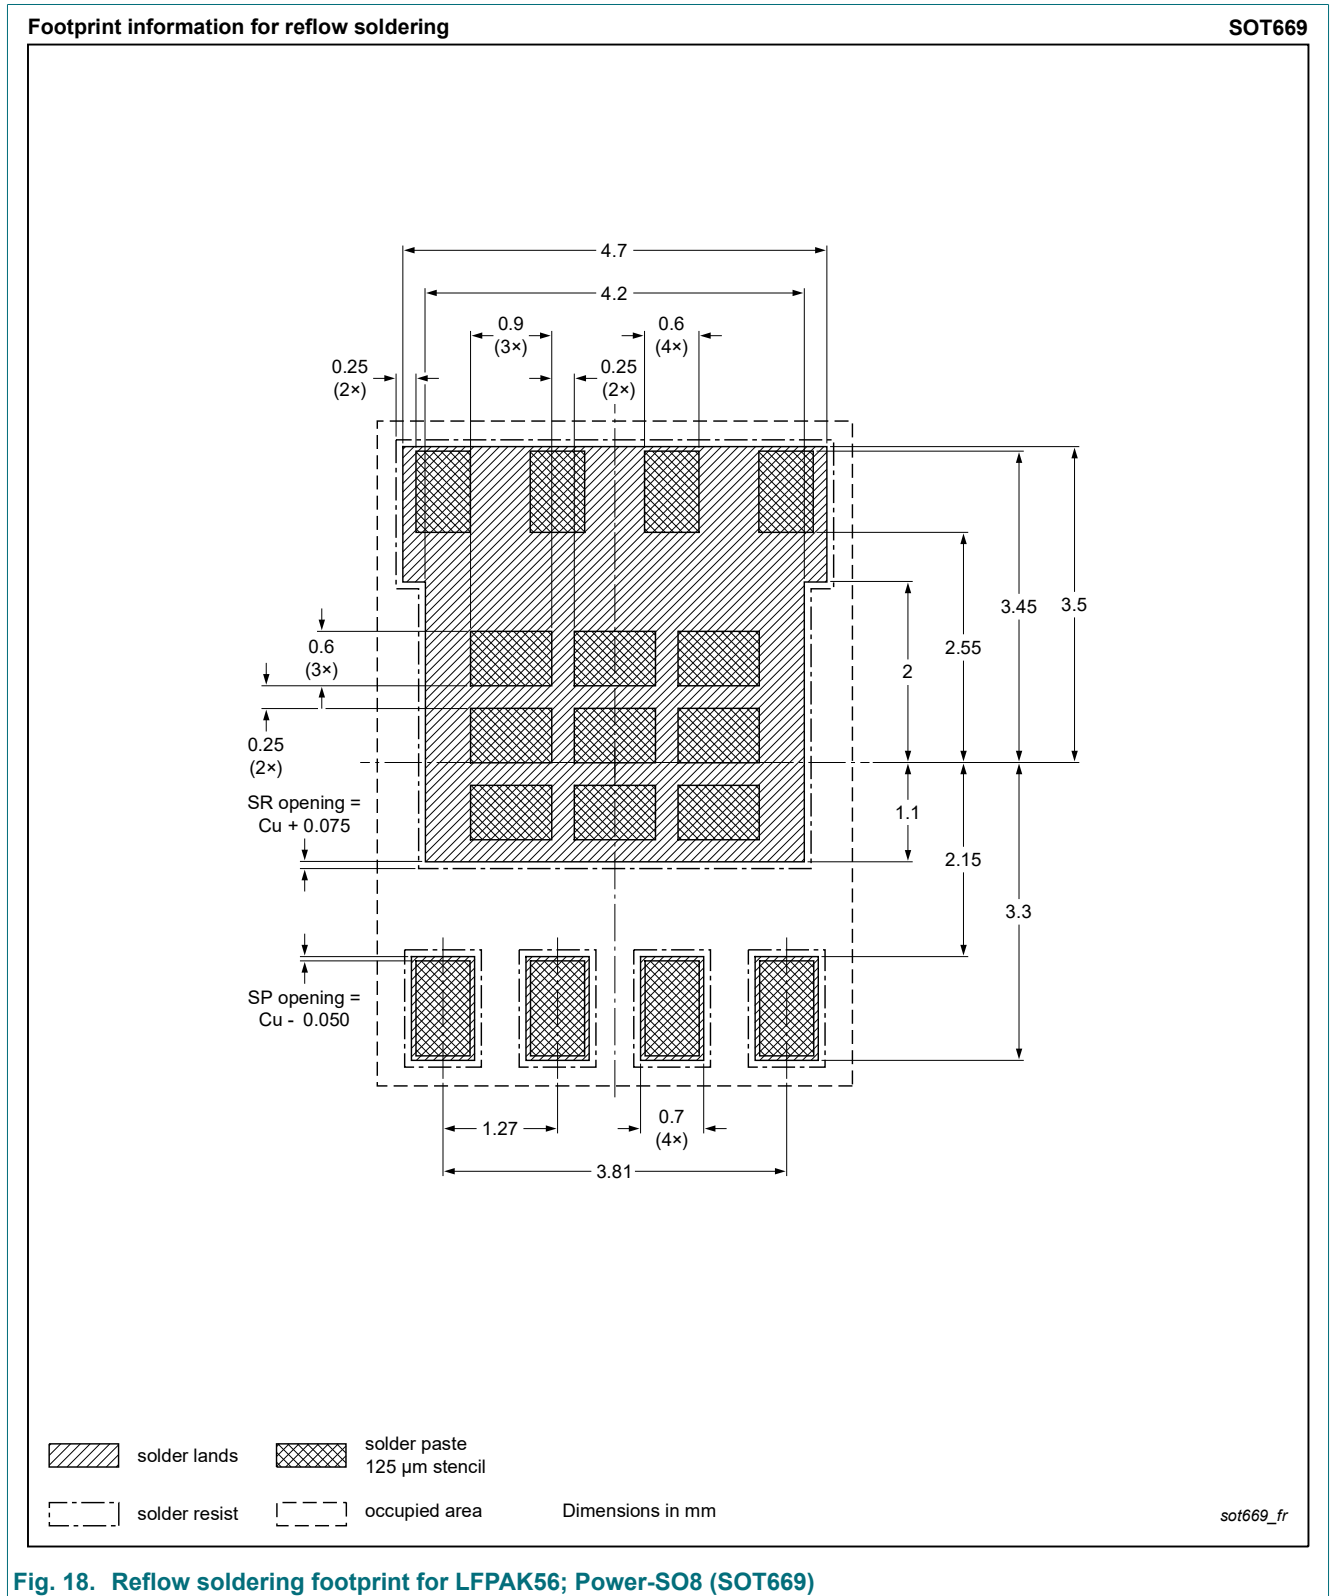 Footprint information for reflow soldering SOT669
4.7
4.2
0.9
(3×)
0.6
(4×)
0.25
(2×)
0.25
(2×)
3.45
3.5
2.55
2
0.6
(3×)
0.25
(2×)
SR opening =
Cu + 0.075
1.1
2.15
3.3
SP opening =
Cu - 0.050
1.27
0.7
(4×)
3.81
solder lands
solder paste
125 µm stencil
solder resist
occupied area
Dimensions in mm
sot669_fr
Fig. 18. Reflow soldering footprint for LFPAK56; Power-SO8 (SOT669)